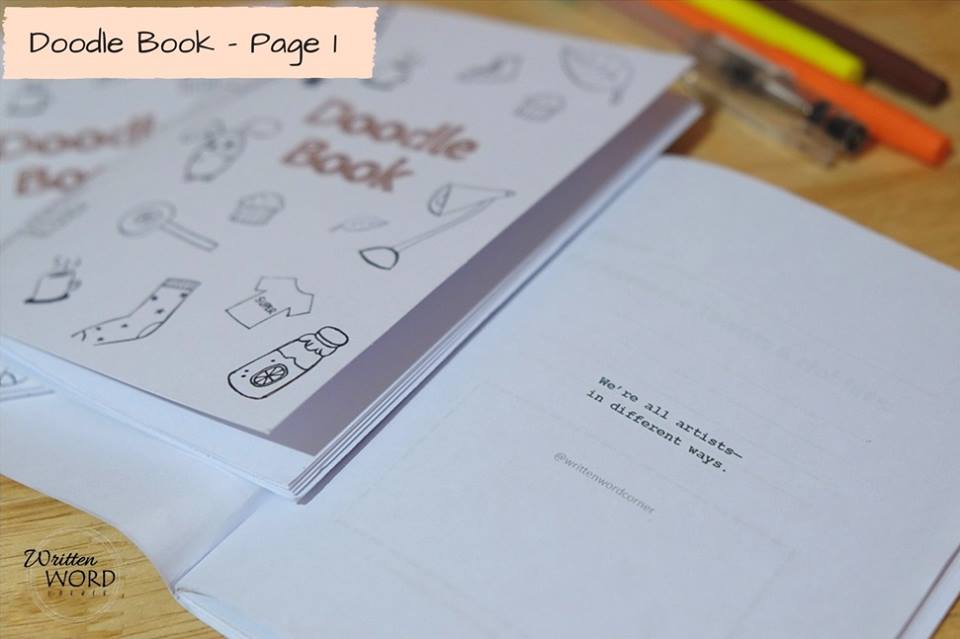 Doodle Book - Page 1
Doodle
Book
Doodle
Book
SUPER
We're all artists—
in different ways.
@writtenwordcorner
Written
WORD
CORNER